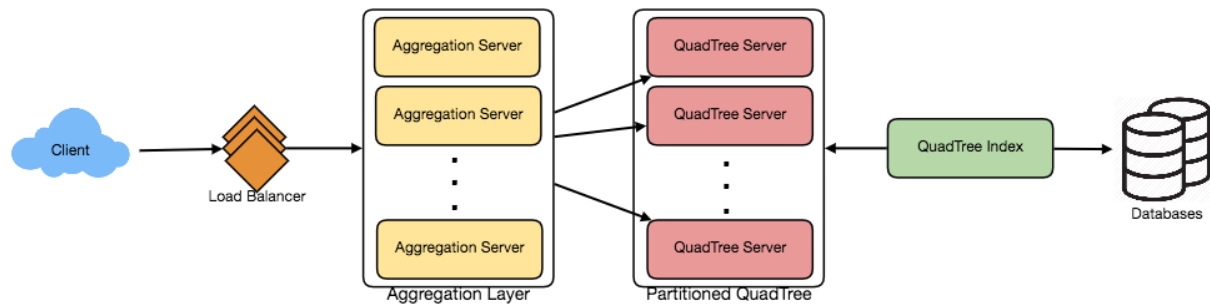 Client
Load Balancer
Aggregation Server
Aggregation Server
Aggregation Server
Aggregation Layer
QuadTree Server
QuadTree Server
QuadTree Server
Partitioned QuadTree
QuadTree Index
Databases